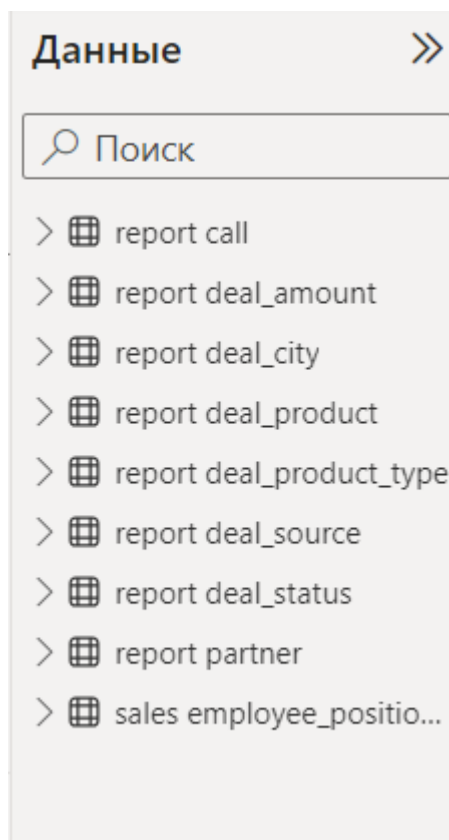 Данные
Поиск
report call
report deal_amount
report deal_city
report deal_product
report deal_product_type
report deal_source
report deal_status
report partner
sales employee_positio...